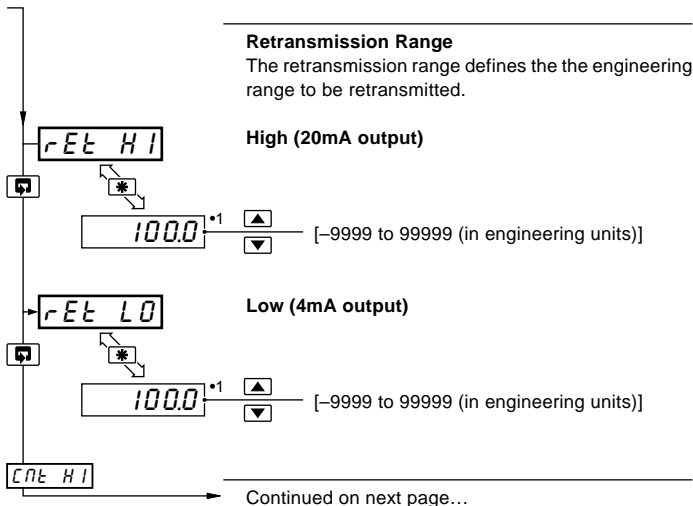 Retransmission Range
The retransmission range defines the the engineering
range to be retransmitted.
rEt HI
High (20mA output)
*
100.0 •1
[–9999 to 99999 (in engineering units)]
rEt LO
Low (4mA output)
*
100.0 •1
[–9999 to 99999 (in engineering units)]
CNt HI
Continued on next page…